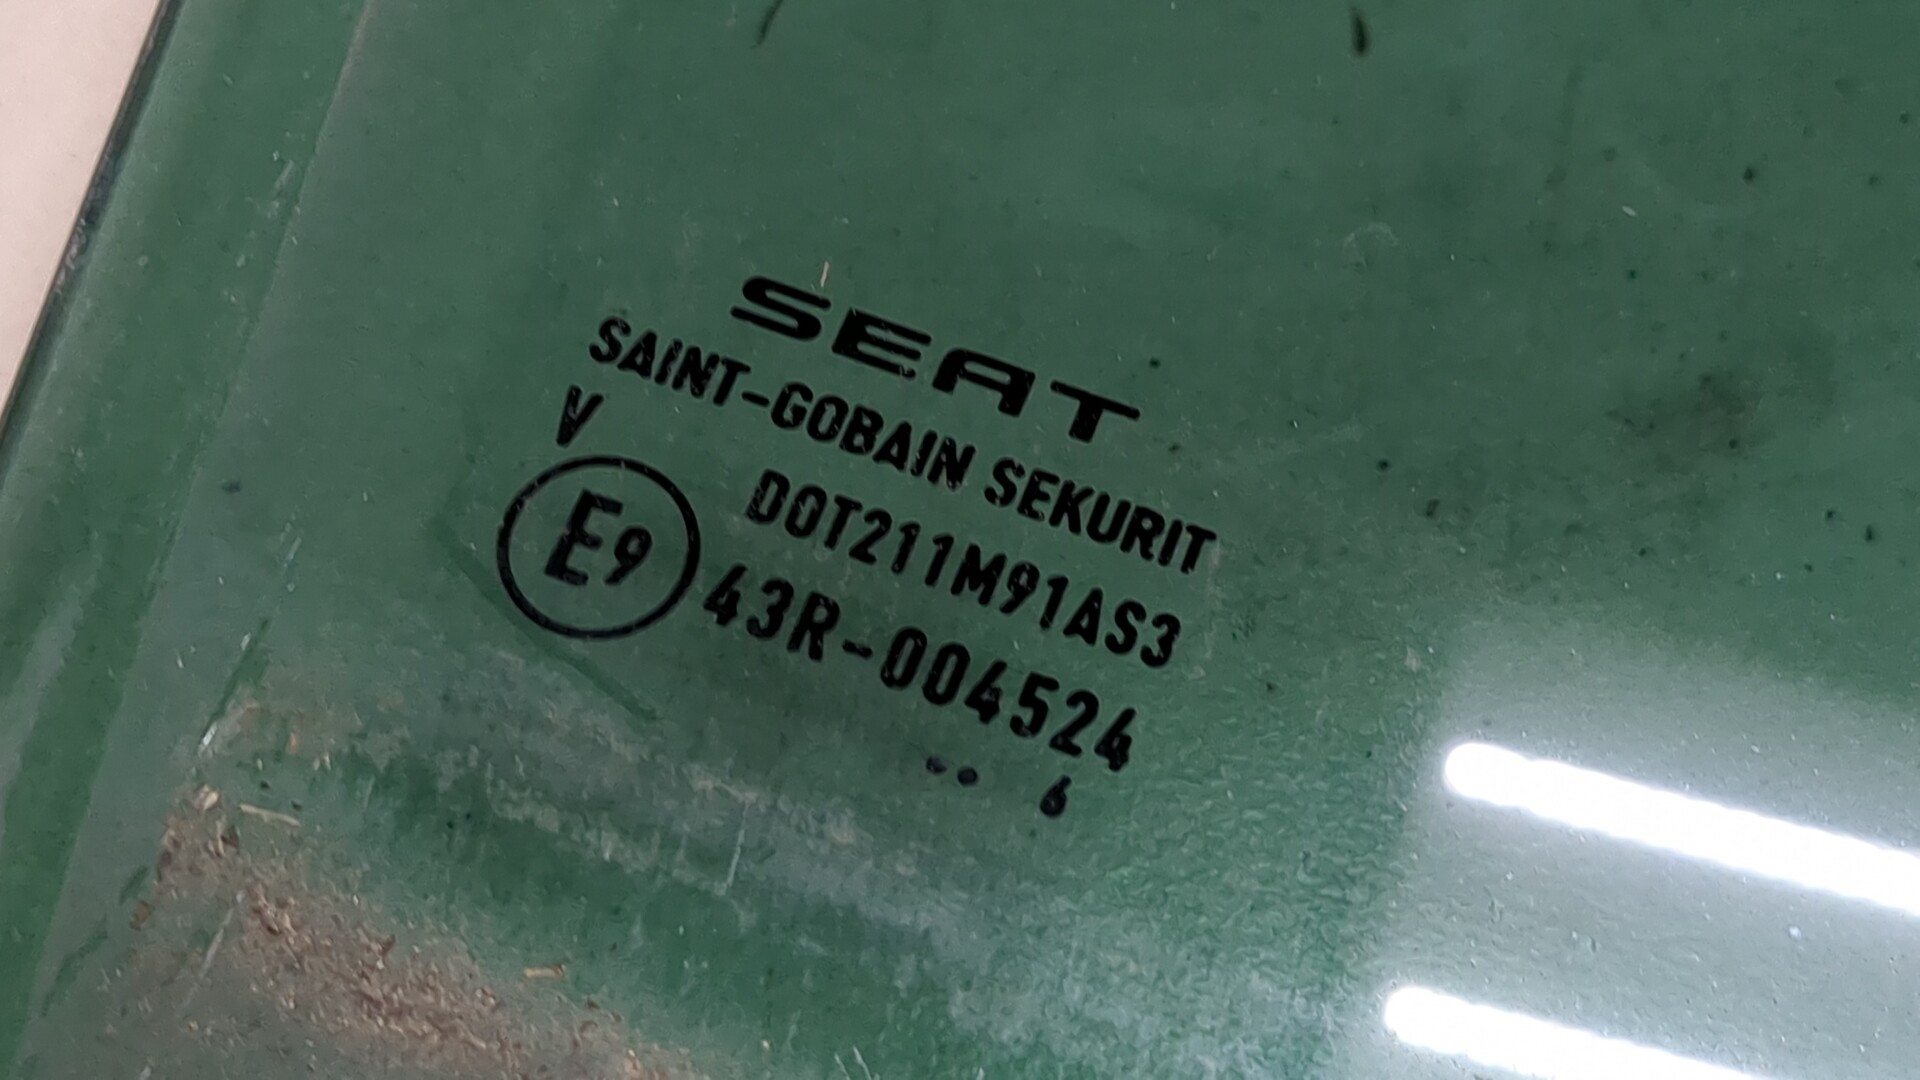 SEAT
SAINT-GOBAIN SEKURIT
V
DOT211M91AS3
E9
43R-004524
.. 6